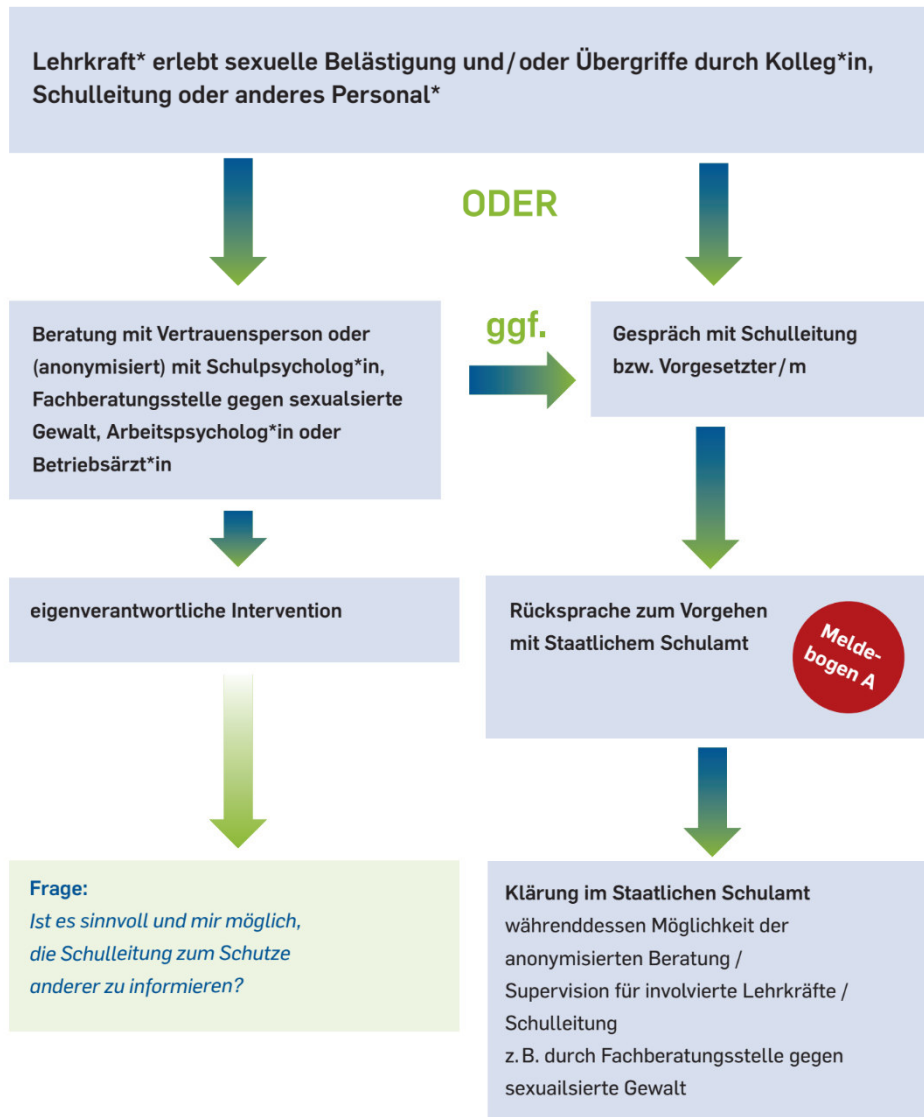 Lehrkraft* erlebt sexuelle Belästigung und/oder Übergriffe durch Kolleg*in,
Schulleitung oder anderes Personal*
ODER
Beratung mit Vertrauensperson oder
(anonymisiert) mit Schulpsycholog*in,
Fachberatungsstelle gegen sexualsierte
Gewalt, Arbeitspsycholog*in oder
Betriebsärzt*in
ggf.
Gespräch mit Schulleitung
bzw. Vorgesetzter/m
eigenverantwortliche Intervention
Rücksprache zum Vorgehen
mit Staatlichem Schulamt
Melde-
bogen A
Frage:
Ist es sinnvoll und mir möglich,
die Schulleitung zum Schutze
anderer zu informieren?
Klärung im Staatlichen Schulamt
währenddessen Möglichkeit der
anonymisierten Beratung /
Supervision für involvierte Lehrkräfte /
Schulleitung
z. B. durch Fachberatungsstelle gegen
sexuailsierte Gewalt